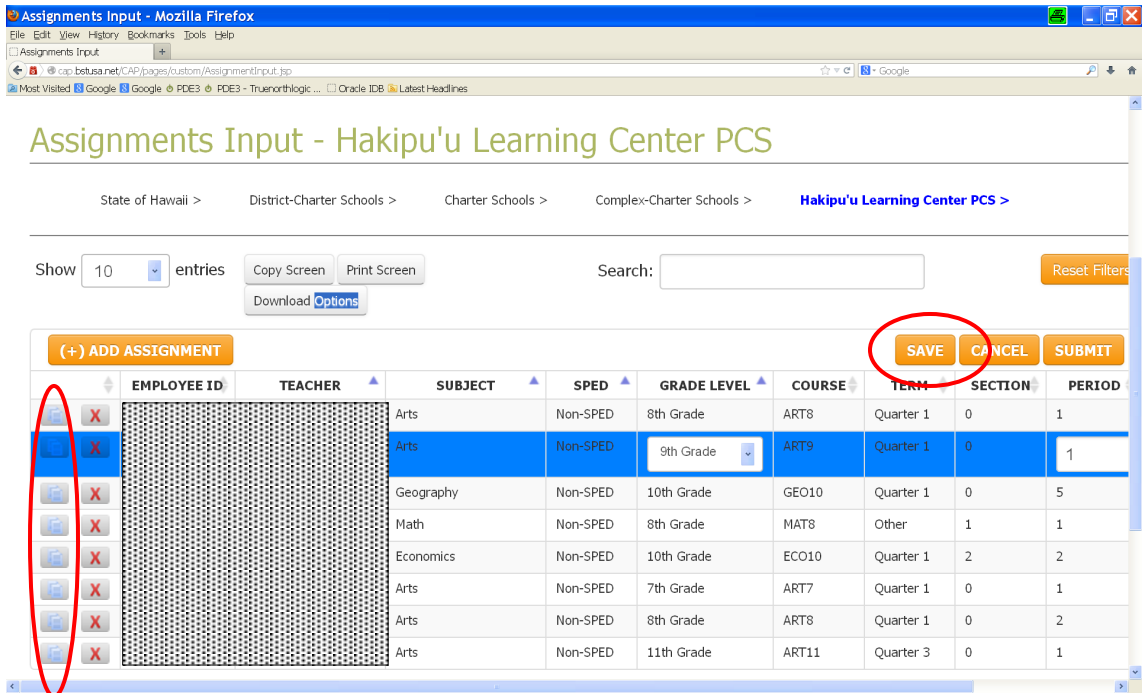 Assignments Input - Mozilla Firefox
File Edit View History Bookmarks Tools Help
Assignments Input +
cap.bstusa.net/CAP/pages/custom/AssignmentInput.jsp Google
Most Visited Google Google PDE3 PDE3 - Truenorthlogic ... Oracle IDB Latest Headlines
Assignments Input - Hakipu'u Learning Center PCS
State of Hawaii > District-Charter Schools > Charter Schools > Complex-Charter Schools > Hakipu'u Learning Center PCS >
Show 10 entries Copy Screen Print Screen Search: Reset Filters
Download Options
(+) ADD ASSIGNMENT SAVE CANCEL SUBMIT
EMPLOYEE ID TEACHER SUBJECT SPED GRADE LEVEL COURSE TERM SECTION PERIOD
X Arts Non-SPED 8th Grade ART8 Quarter 1 0 1
X Arts Non-SPED 9th Grade ART9 Quarter 1 0 1
X Geography Non-SPED 10th Grade GEO10 Quarter 1 0 5
X Math Non-SPED 8th Grade MAT8 Other 1 1
X Economics Non-SPED 10th Grade ECO10 Quarter 1 2 2
X Arts Non-SPED 7th Grade ART7 Quarter 1 0 1
X Arts Non-SPED 8th Grade ART8 Quarter 1 0 2
X Arts Non-SPED 11th Grade ART11 Quarter 3 0 1